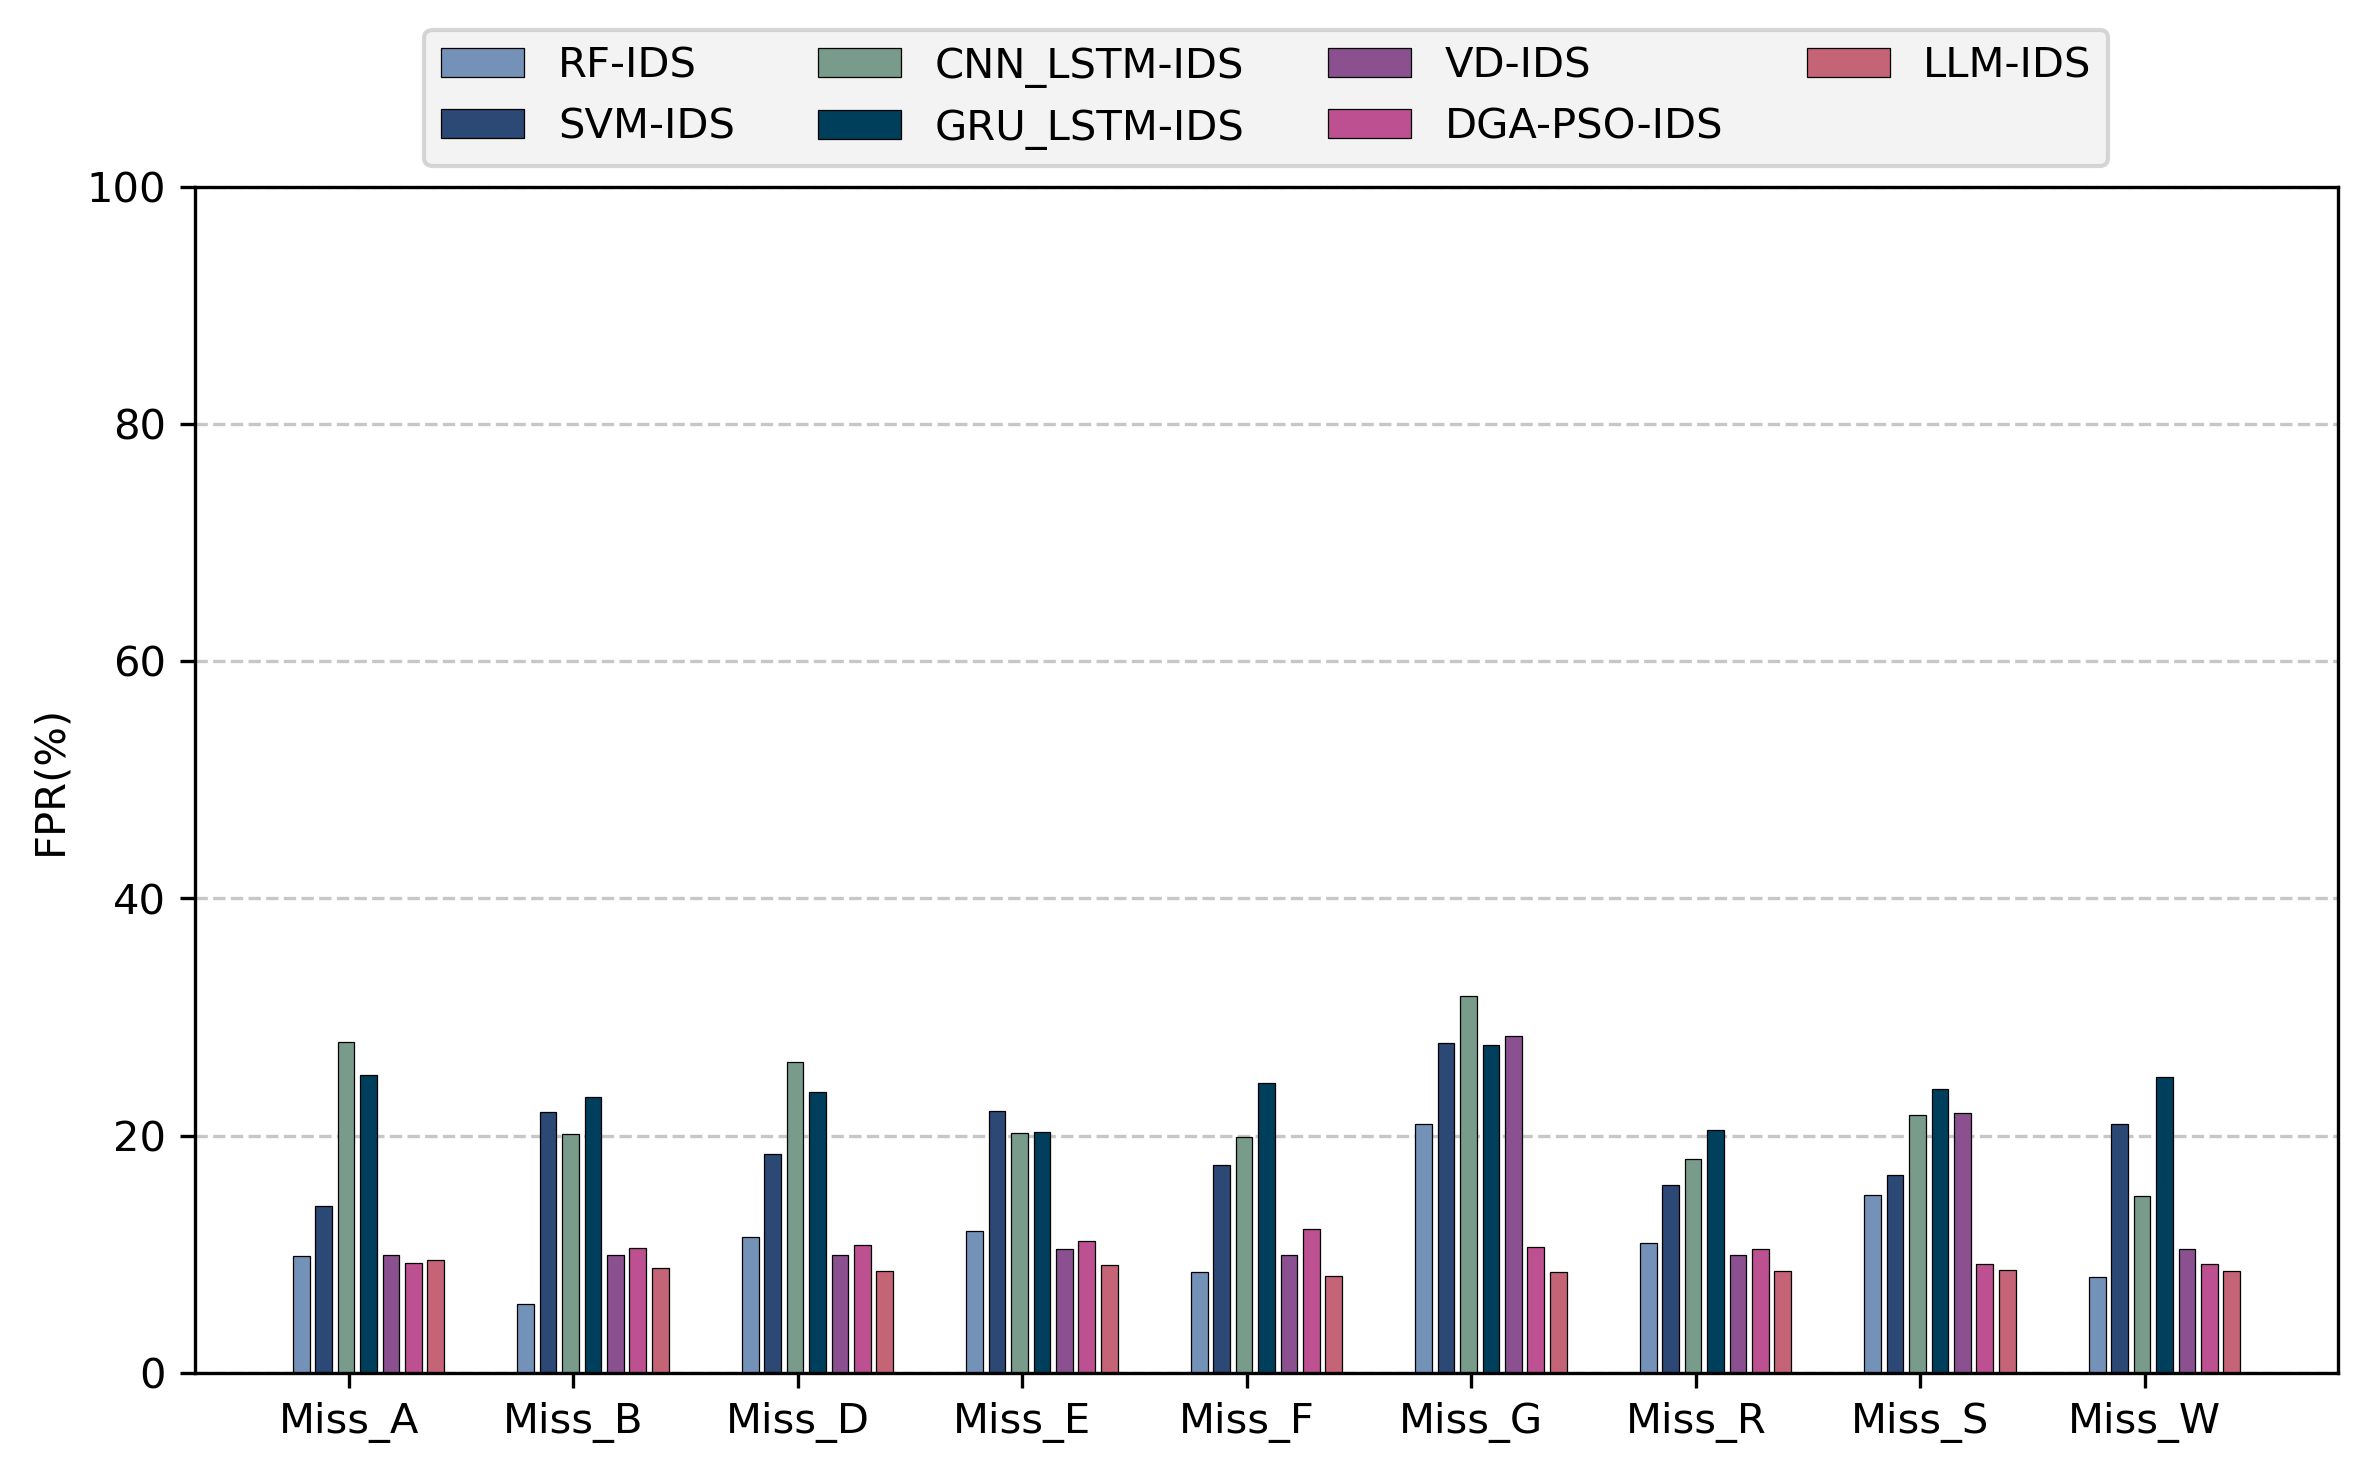 RF-IDS
SVM-IDS
CNN_LSTM-IDS
GRU_LSTM-IDS
VD-IDS
DGA-PSO-IDS
LLM-IDS
FPR(%)
100
80
60
40
20
0
Miss_A Miss_B Miss_D Miss_E Miss_F Miss_G Miss_R Miss_S Miss_W